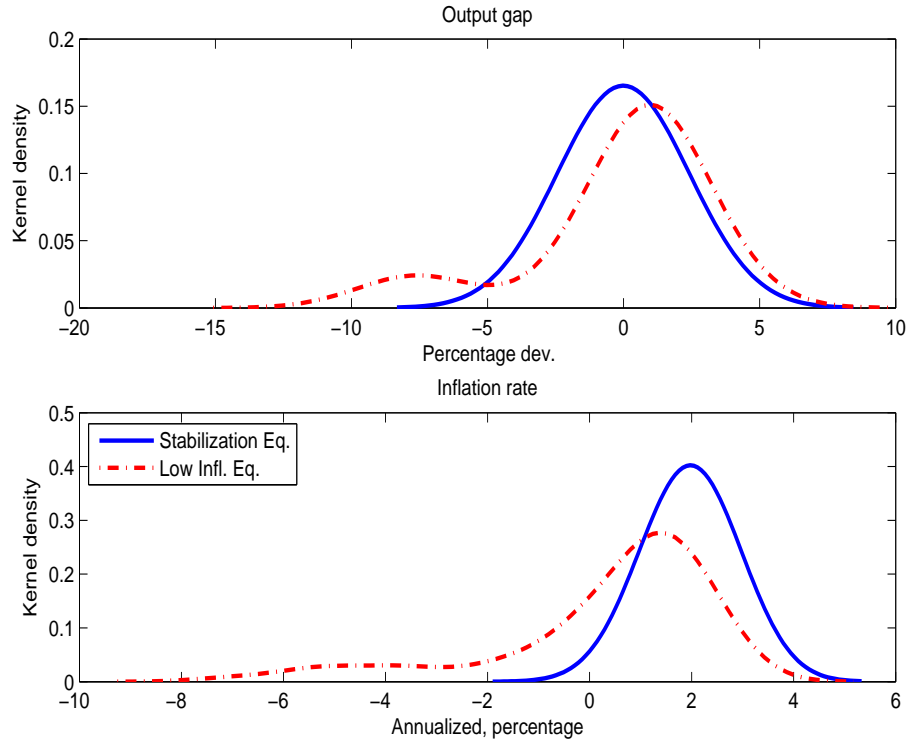 Output gap
0.2
0.15
0.1
0.05
0
Kernel density
−20 −15 −10 −5 0 5 10
Percentage dev.
Inflation rate
0.5
0.4
0.3
0.2
0.1
0
Kernel density
Stabilization Eq.
Low Infl. Eq.
−10 −8 −6 −4 −2 0 2 4 6
Annualized, percentage